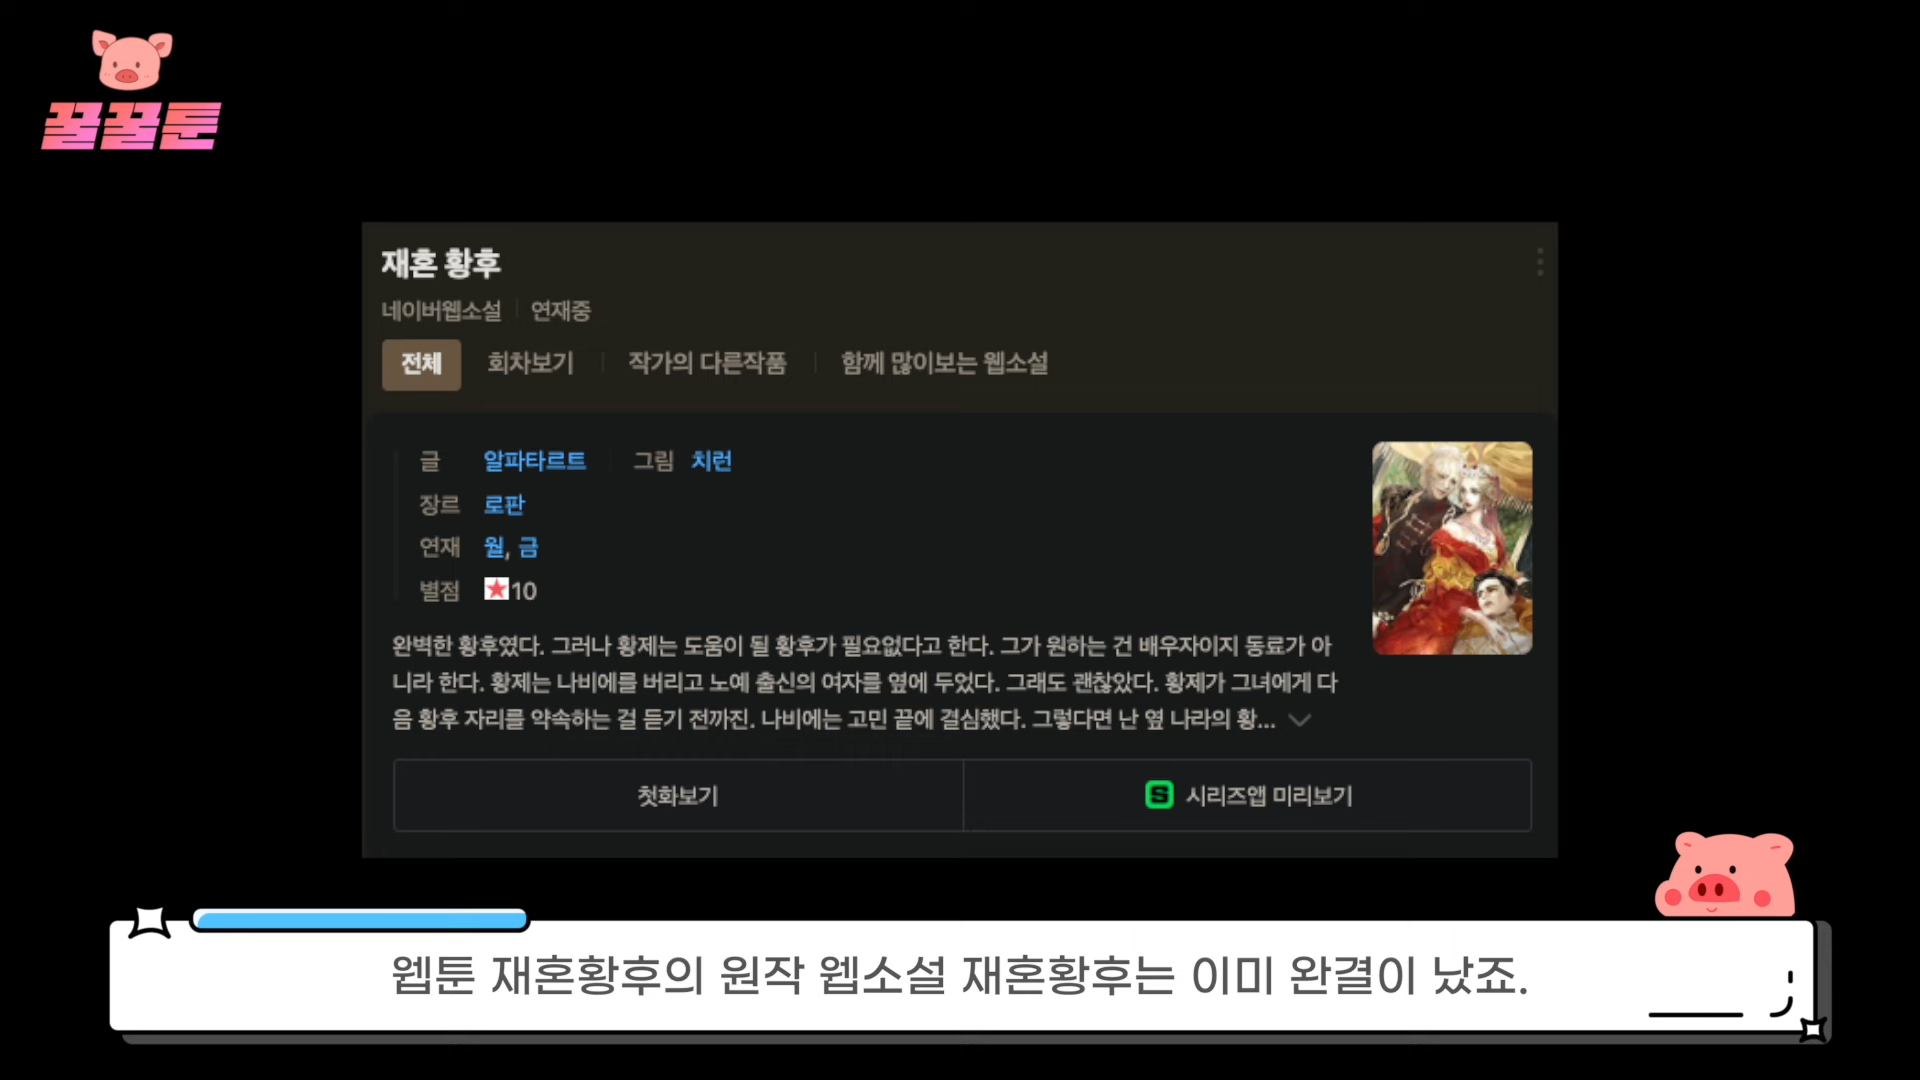 꿀꿀툰
재혼 황후
네이버웹소설 연재중
전체 회차보기 작가의 다른작품 함께 많이보는 웹소설
글 알파타르트 그림 치런
장르 로판
연재 월, 금
별점 ★10
완벽한 황후였다. 그러나 황제는 도움이 될 황후가 필요없다고 한다. 그가 원하는 건 배우자이지 동료가 아
니라 한다. 황제는 나비에를 버리고 노예 출신의 여자를 옆에 두었다. 그래도 괜찮았다. 황제가 그녀에게 다
음 황후 자리를 약속하는 걸 듣기 전까진. 나비에는 고민 끝에 결심했다. 그렇다면 난 옆 나라의 황...
첫화보기 S 시리즈앱 미리보기
웹툰 재혼황후의 원작 웹소설 재혼황후는 이미 완결이 났죠.